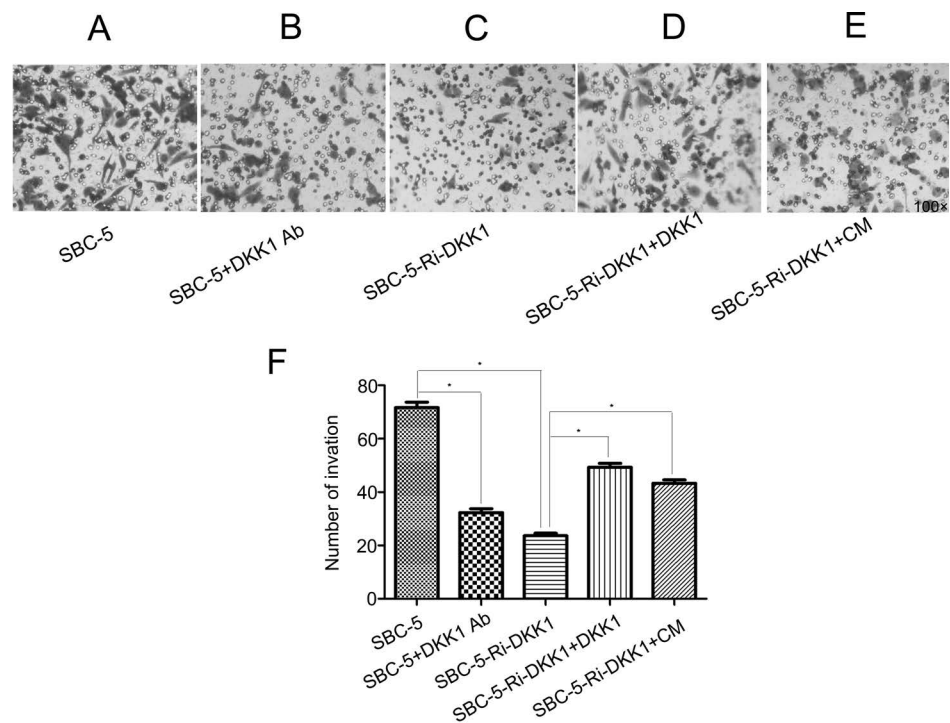 A
B
C
D
E
100×
SBC-5
SBC-5+DKK1 Ab
SBC-5-Ri-DKK1
SBC-5-Ri-DKK1+DKK1
SBC-5-Ri-DKK1+CM
F
*
*
*
*
80
60
40
20
0
Number of invation
SBC-5
SBC-5+DKK1 Ab
SBC-5-Ri-DKK1
SBC-5-Ri-DKK1+DKK1
SBC-5-Ri-DKK1+CM